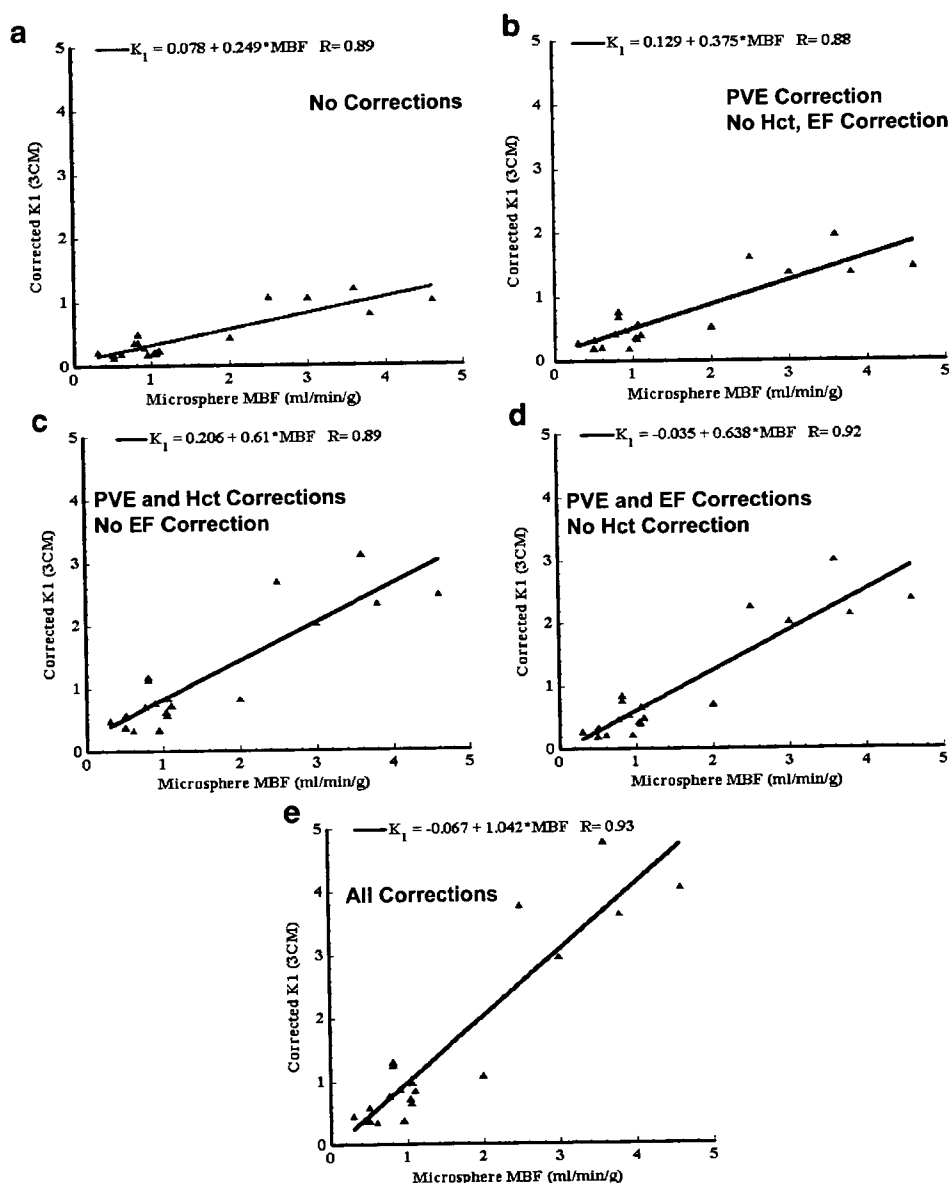 a
K1 = 0.078 + 0.249*MBF R= 0.89
No Corrections
5
4
3
2
1
0
Corrected K1 (3CM)
0 1 2 3 4 5
Microsphere MBF (ml/min/g)
b
K1 = 0.129 + 0.375*MBF R= 0.88
PVE Correction
No Hct, EF Correction
5
4
3
2
1
0
Corrected K1 (3CM)
0 1 2 3 4 5
Microsphere MBF (ml/min/g)
c
K1 = 0.206 + 0.61*MBF R= 0.89
PVE and Hct Corrections
No EF Correction
5
4
3
2
1
0
Corrected K1 (3CM)
0 1 2 3 4 5
Microsphere MBF (ml/min/g)
d
K1 = -0.035 + 0.638*MBF R= 0.92
PVE and EF Corrections
No Hct Correction
5
4
3
2
1
0
Corrected K1 (3CM)
0 1 2 3 4 5
Microsphere MBF (ml/min/g)
e
K1 = -0.067 + 1.042*MBF R= 0.93
All Corrections
5
4
3
2
1
0
Corrected K1 (3CM)
0 1 2 3 4 5
Microsphere MBF (ml/min/g)